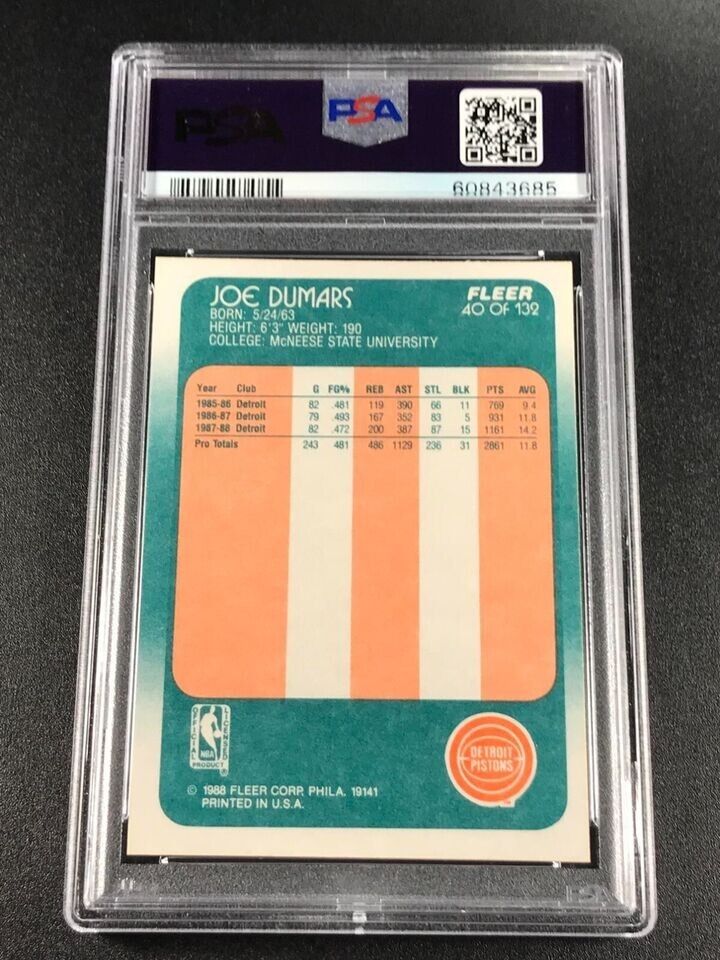 PSA PSA
60843685
JOE DUMARS FLEER
BORN: 5/24/63 40 OF 132
HEIGHT: 6'3" WEIGHT: 190
COLLEGE: McNEESE STATE UNIVERSITY
Year Club G FG% REB AST STL BLK PTS AVG
1985-86 Detroit 82 .481 119 390 66 11 769 9.4
1986-87 Detroit 79 .493 167 352 83 5 931 11.8
1987-88 Detroit 82 .472 200 387 87 15 1161 14.2
Pro Totals 243 481 486 1129 236 31 2861 11.8
OFFICIAL LICENSED
NBA
PRODUCT
DETROIT
PISTONS
© 1988 FLEER CORP. PHILA. 19141
PRINTED IN U.S.A.